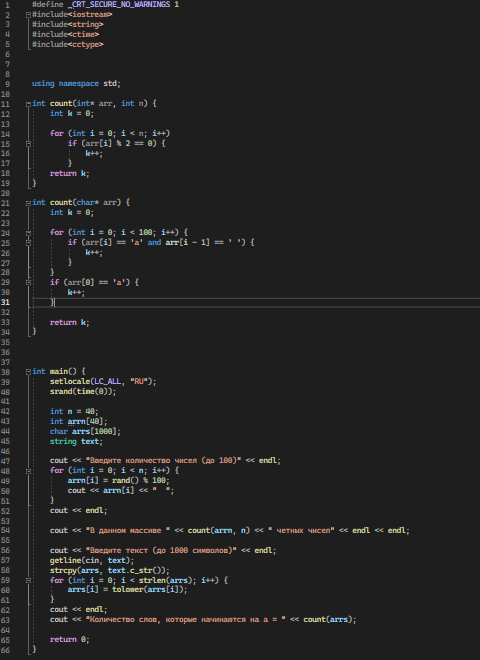 1 #define _CRT_SECURE_NO_WARNINGS 1
2 #include<iostream>
3 #include<string>
4 #include<ctime>
5 #include<cctype>
6
7
8
9 using namespace std;
10
11 int count(int* arr, int n) {
12 int k = 0;
13
14 for (int i = 0; i < n; i++)
15 if (arr[i] % 2 == 0) {
16 k++;
17 }
18 return k;
19 }
20
21 int count(char* arr) {
22 int k = 0;
23
24 for (int i = 0; i < 100; i++) {
25 if (arr[i] == 'a' and arr[i - 1] == ' ') {
26 k++;
27 }
28 }
29 if (arr[0] == 'a') {
30 k++;
31 }
32
33 return k;
34 }
35
36
37
38 int main() {
39 setlocale(LC_ALL, "RU");
40 srand(time(0));
41
42 int n = 40;
43 int arrn[40];
44 char arrs[1000];
45 string text;
46
47 cout << "Введите количество чисел (до 100)" << endl;
48 for (int i = 0; i < n; i++) {
49 arrn[i] = rand() % 100;
50 cout << arrn[i] << "  ";
51 }
52 cout << endl;
53
54 cout << "В данном массиве " << count(arrn, n) << " четных чисел" << endl << endl;
55
56 cout << "Введите текст (до 1000 символов)" << endl;
57 getline(cin, text);
58 strcpy(arrs, text.c_str());
59 for (int i = 0; i < strlen(arrs); i++) {
60 arrs[i] = tolower(arrs[i]);
61 }
62 cout << endl;
63 cout << "Количество слов, которые начинаются на a = " << count(arrs);
64
65 return 0;
66 }